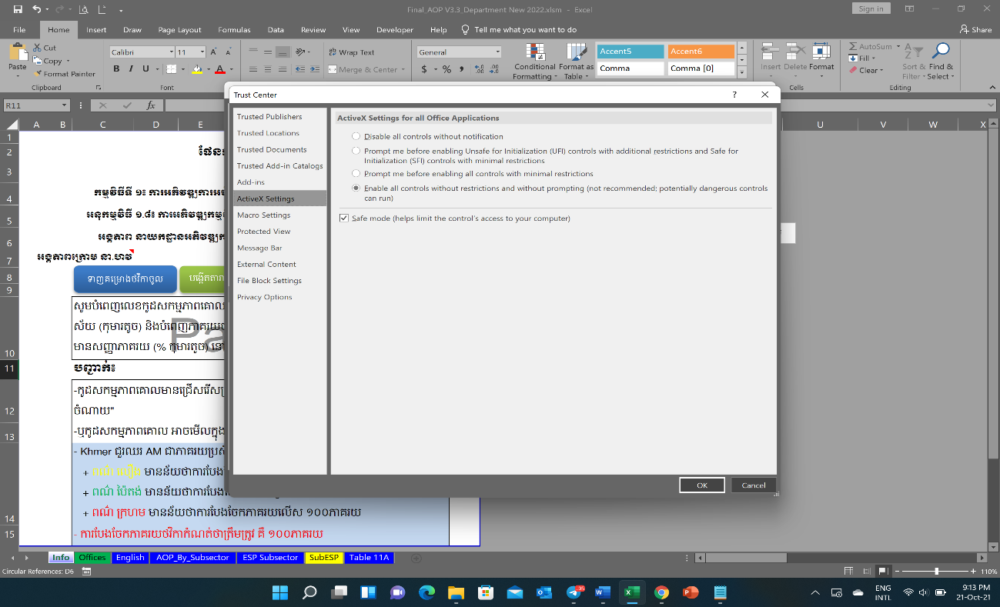 Final_AOP V3.3_Department New 2022.xlsm - Excel
Sign in
File Home Insert Draw Page Layout Formulas Data Review View Developer Help Tell me what you want to do Share
Paste
Cut
Copy
Format Painter
Clipboard
Calibri 11
B I U
Font
Wrap Text
Merge & Center
General
$ % ,
Conditional Formatting
Format as Table
Accent5 Accent6
Comma Comma [0]
Insert Delete Format
Cells
AutoSum
Fill
Clear
Sort & Filter
Find & Select
Editing
R11
fx
A B C D E U V W X
Trust Center
?
Trusted Publishers
Trusted Locations
Trusted Documents
Trusted Add-in Catalogs
Add-ins
ActiveX Settings
Macro Settings
Protected View
Message Bar
External Content
File Block Settings
Privacy Options
ActiveX Settings for all Office Applications
Disable all controls without notification
Prompt me before enabling Unsafe for Initialization (UFI) controls with additional restrictions and Safe for
Initialization (SFI) controls with minimal restrictions
Prompt me before enabling all controls with minimal restrictions
Enable all controls without restrictions and without prompting (not recommended; potentially dangerous controls
can run)
Safe mode (helps limit the control's access to your computer)
OK Cancel
1
2
3
4
5
6
7
8
9
10
11
12
13
14
15
ផែន
កម្មវិធីទី ១៖ ការអភិវឌ្ឍការអ
អនុកម្មវិធី ១.៨៖ ការអភិវឌ្ឍកម្ម
អង្គភាព នាយកដ្ឋានអភិវឌ្ឍក
អង្គភាពក្រោម នា.ហវ
ទាញគម្រោងថវិកាចូល
បង្កើតតារា
សូមបំពេញលេខកូដសកម្មភាពគោល
ស័យ (កុមារតូច) និងបំពេញភាគរយ
មានសញ្ញាភាគរយ (% កុមារតូច) នៅ
បញ្ជាក់៖
-កូដសកម្មភាពគោលមានជ្រើសរើស
ចំណាយ"
-ឬកូដសកម្មភាពគោល អាចមើលក្នុង
- Khmer ជួរឈរ AM ជាភាគរយប្រ
+ ពណ៌ លឿង មានន័យថាការបែង
+ ពណ៌ បៃតង់ មានន័យថាការបែង
+ ពណ៌ ក្រហម មានន័យថាការបែងចែកភាគរយលើស ១០០ភាគរយ
- ការបែងចែកភាគរយថវិកាកំណត់ថាត្រឹមត្រូវ គឺ ១០០ភាគរយ
Info Offices English AOP_By_Subsector ESP Subsector SubESP Table 11A
Circular References: D6
110%
05
ENG
INTL
9:13 PM
21-Oct-21